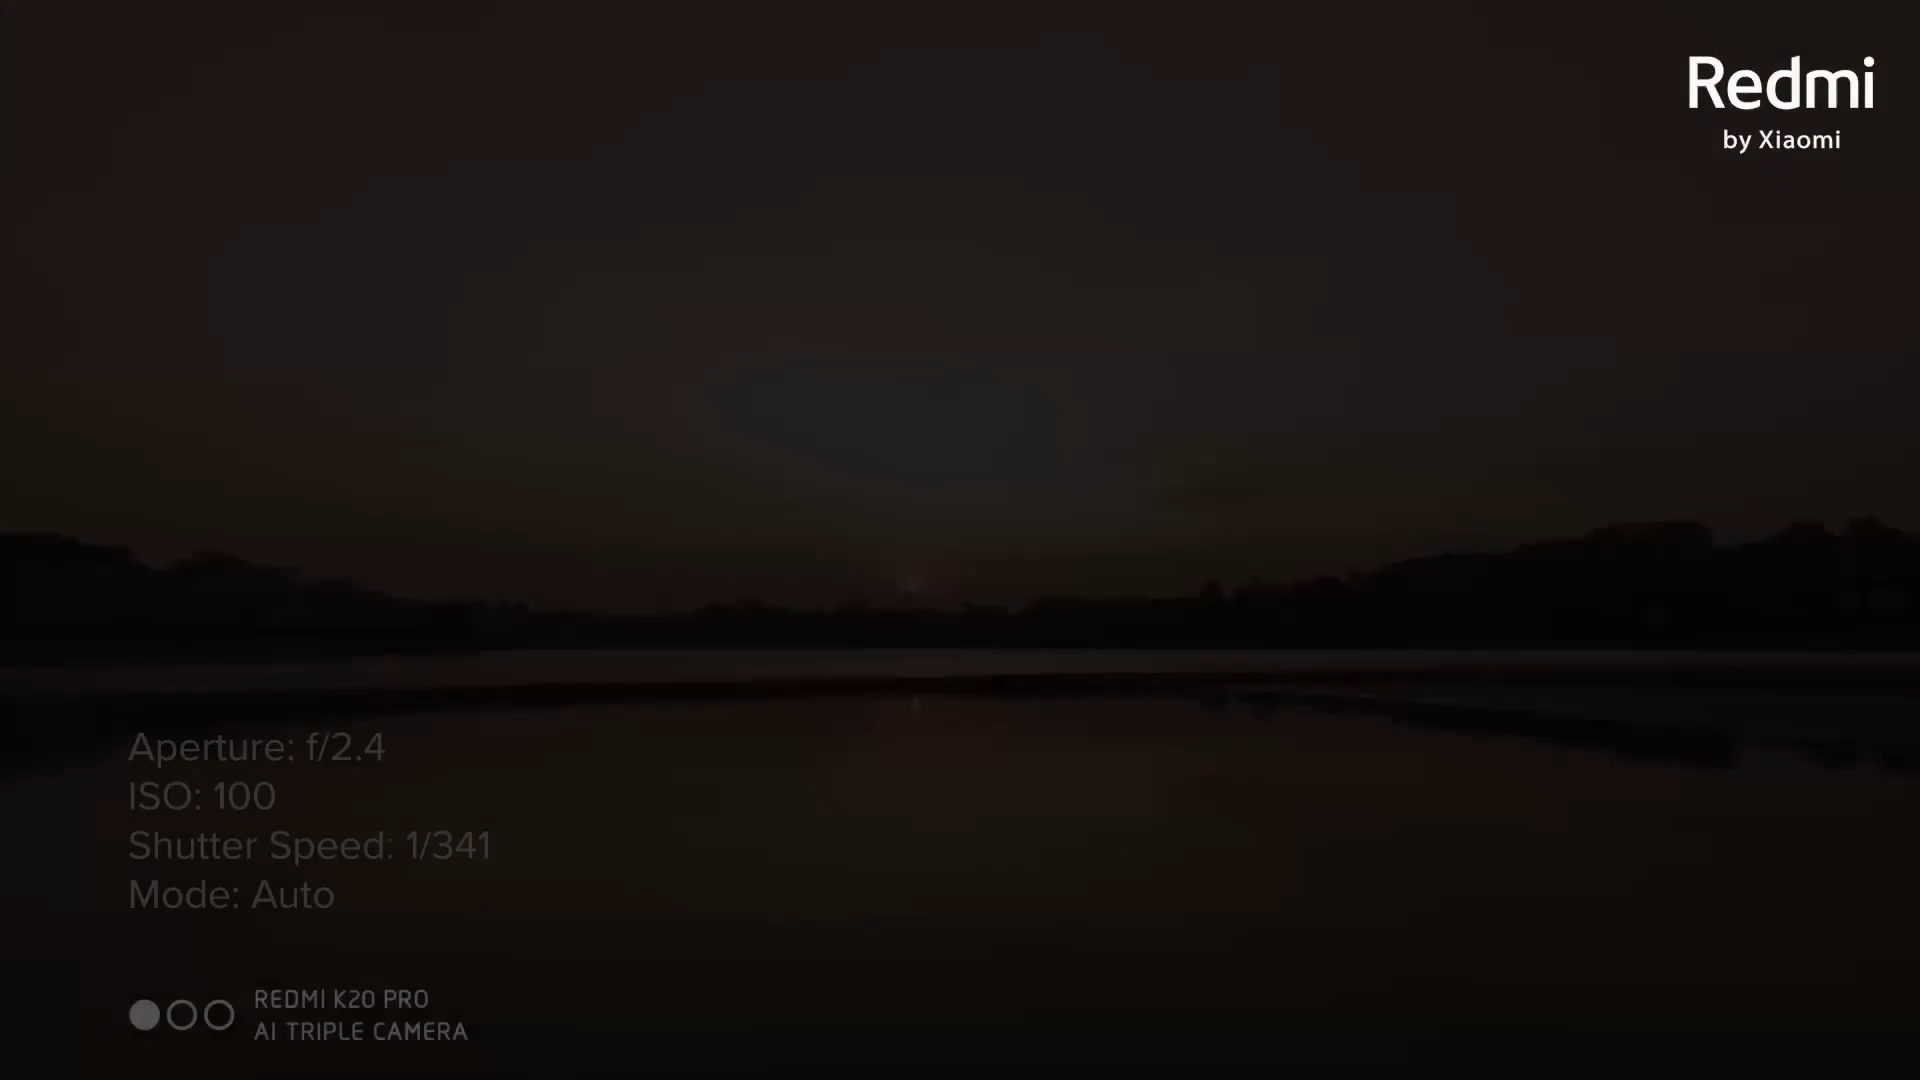 Redmi
by Xiaomi
Aperture: f/2.4
ISO: 100
Shutter Speed: 1/341
Mode: Auto
REDMI K20 PRO
AI TRIPLE CAMERA